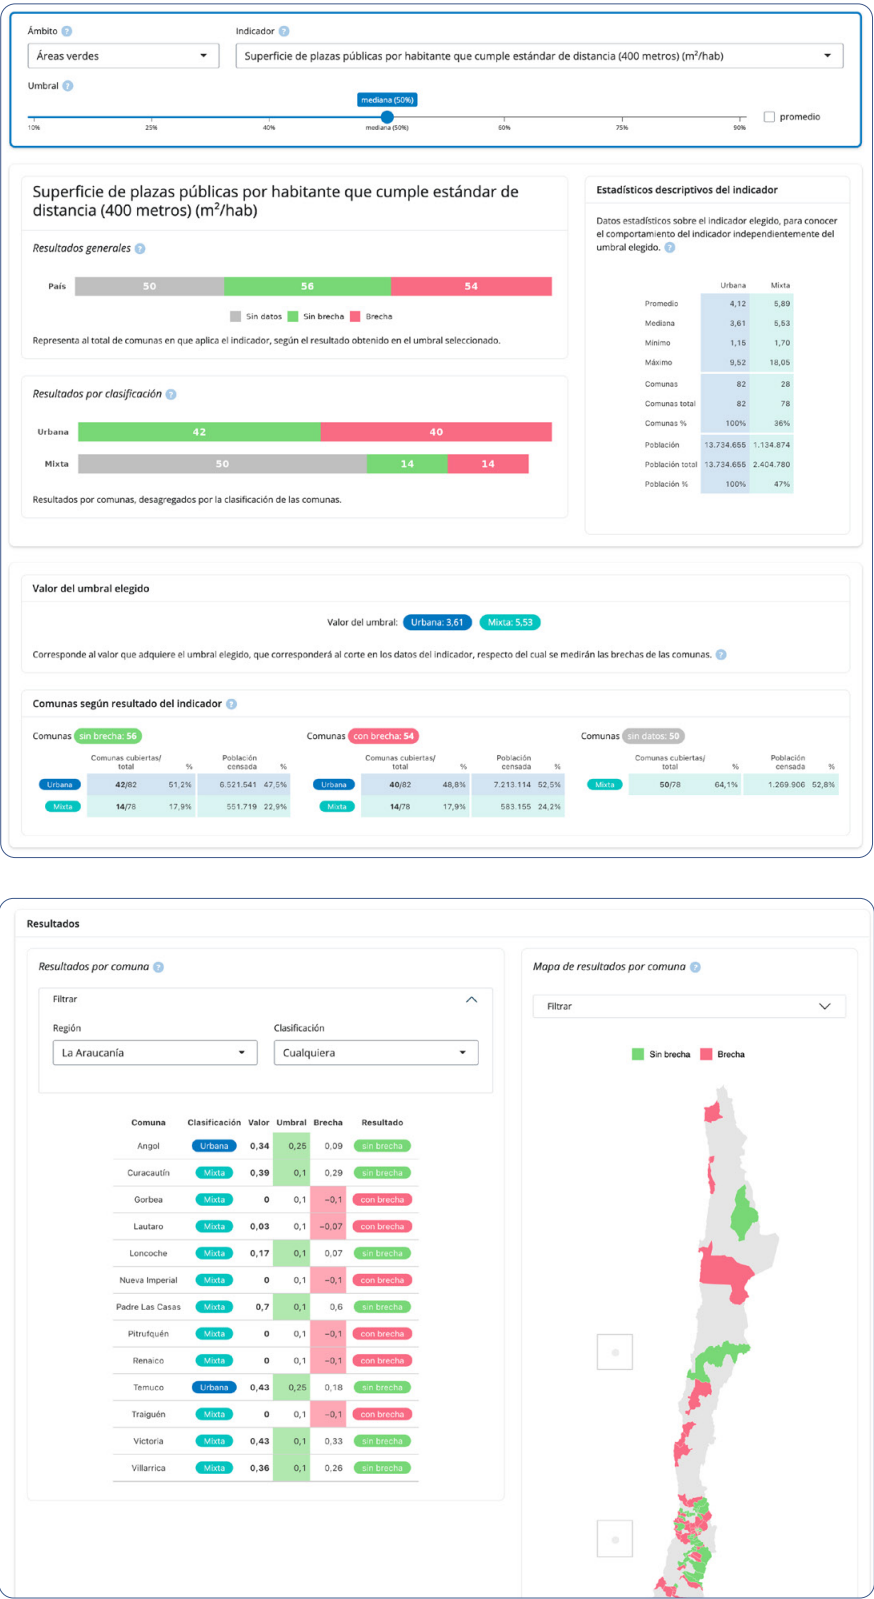 Ámbito ?
Indicador ?
Áreas verdes
Superficie de plazas públicas por habitante que cumple estándar de distancia (400 metros) (m²/hab)
Umbral ?
mediana (50%)
10% 25% 40% mediana (50%) 60% 75% 90%
promedio
Superficie de plazas públicas por habitante que cumple estándar de
distancia (400 metros) (m²/hab)
Resultados generales ?
País 50 56 54
Sin datos Sin brecha Brecha
Representa al total de comunas en que aplica el indicador, según el resultado obtenido en el umbral seleccionado.
Resultados por clasificación ?
Urbana 42 40
Mixta 50 14 14
Resultados por comunas, desagregados por la clasificación de las comunas.
Estadísticos descriptivos del indicador
Datos estadísticos sobre el indicador elegido, para conocer
el comportamiento del indicador independientemente del
umbral elegido. ?
Urbana Mixta
Promedio 4,12 5,89
Mediana 3,61 5,53
Mínimo 1,15 1,70
Máximo 9,52 18,05
Comunas 82 28
Comunas total 82 78
Comunas % 100% 36%
Población 13.734.655 1.134.874
Población total 13.734.655 2.404.780
Población % 100% 47%
Valor del umbral elegido
Valor del umbral: Urbana: 3,61 Mixta: 5,53
Corresponde al valor que adquiere el umbral elegido, que corresponderá al corte en los datos del indicador, respecto del cual se medirán las brechas de las comunas. ?
Comunas según resultado del indicador ?
Comunas sin brecha: 56
Comunas cubiertas/
total % Población
censada %
Urbana 42/82 51,2% 6.521.541 47,5%
Mixta 14/78 17,9% 551.719 22,9%
Comunas con brecha: 54
Comunas cubiertas/
total % Población
censada %
Urbana 40/82 48,8% 7.213.114 52,5%
Mixta 14/78 17,9% 583.155 24,2%
Comunas sin datos: 50
Comunas cubiertas/
total % Población
censada %
Mixta 50/78 64,1% 1.269.906 52,8%
Resultados
Resultados por comuna ?
Filtrar
Región
Clasificación
La Araucanía
Cualquiera
Comuna Clasificación Valor Umbral Brecha Resultado
Angol Urbana 0,34 0,25 0,09 sin brecha
Curacautín Mixta 0,39 0,1 0,29 sin brecha
Gorbea Mixta 0 0,1 −0,1 con brecha
Lautaro Mixta 0,03 0,1 −0,07 con brecha
Loncoche Mixta 0,17 0,1 0,07 sin brecha
Nueva Imperial Mixta 0 0,1 −0,1 con brecha
Padre Las Casas Mixta 0,7 0,1 0,6 sin brecha
Pitrufquén Mixta 0 0,1 −0,1 con brecha
Renaico Mixta 0 0,1 −0,1 con brecha
Temuco Urbana 0,43 0,25 0,18 sin brecha
Traiguén Mixta 0 0,1 −0,1 con brecha
Victoria Mixta 0,43 0,1 0,33 sin brecha
Villarrica Mixta 0,36 0,1 0,26 sin brecha
Mapa de resultados por comuna ?
Filtrar
Sin brecha Brecha